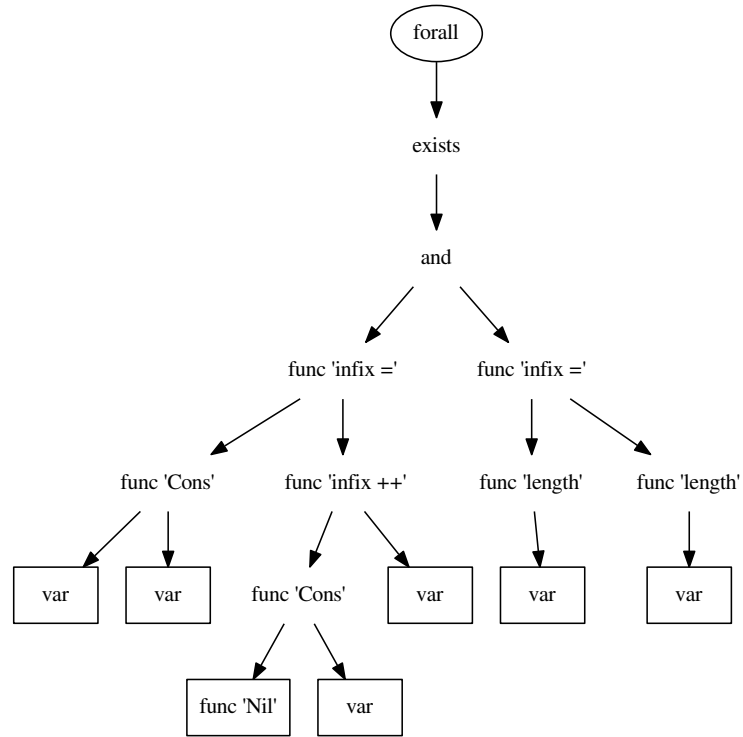 forall
exists
and
func 'infix =' func 'infix ='
func 'Cons' func 'infix ++' func 'length' func 'length'
var var func 'Cons' var var var
func 'Nil' var